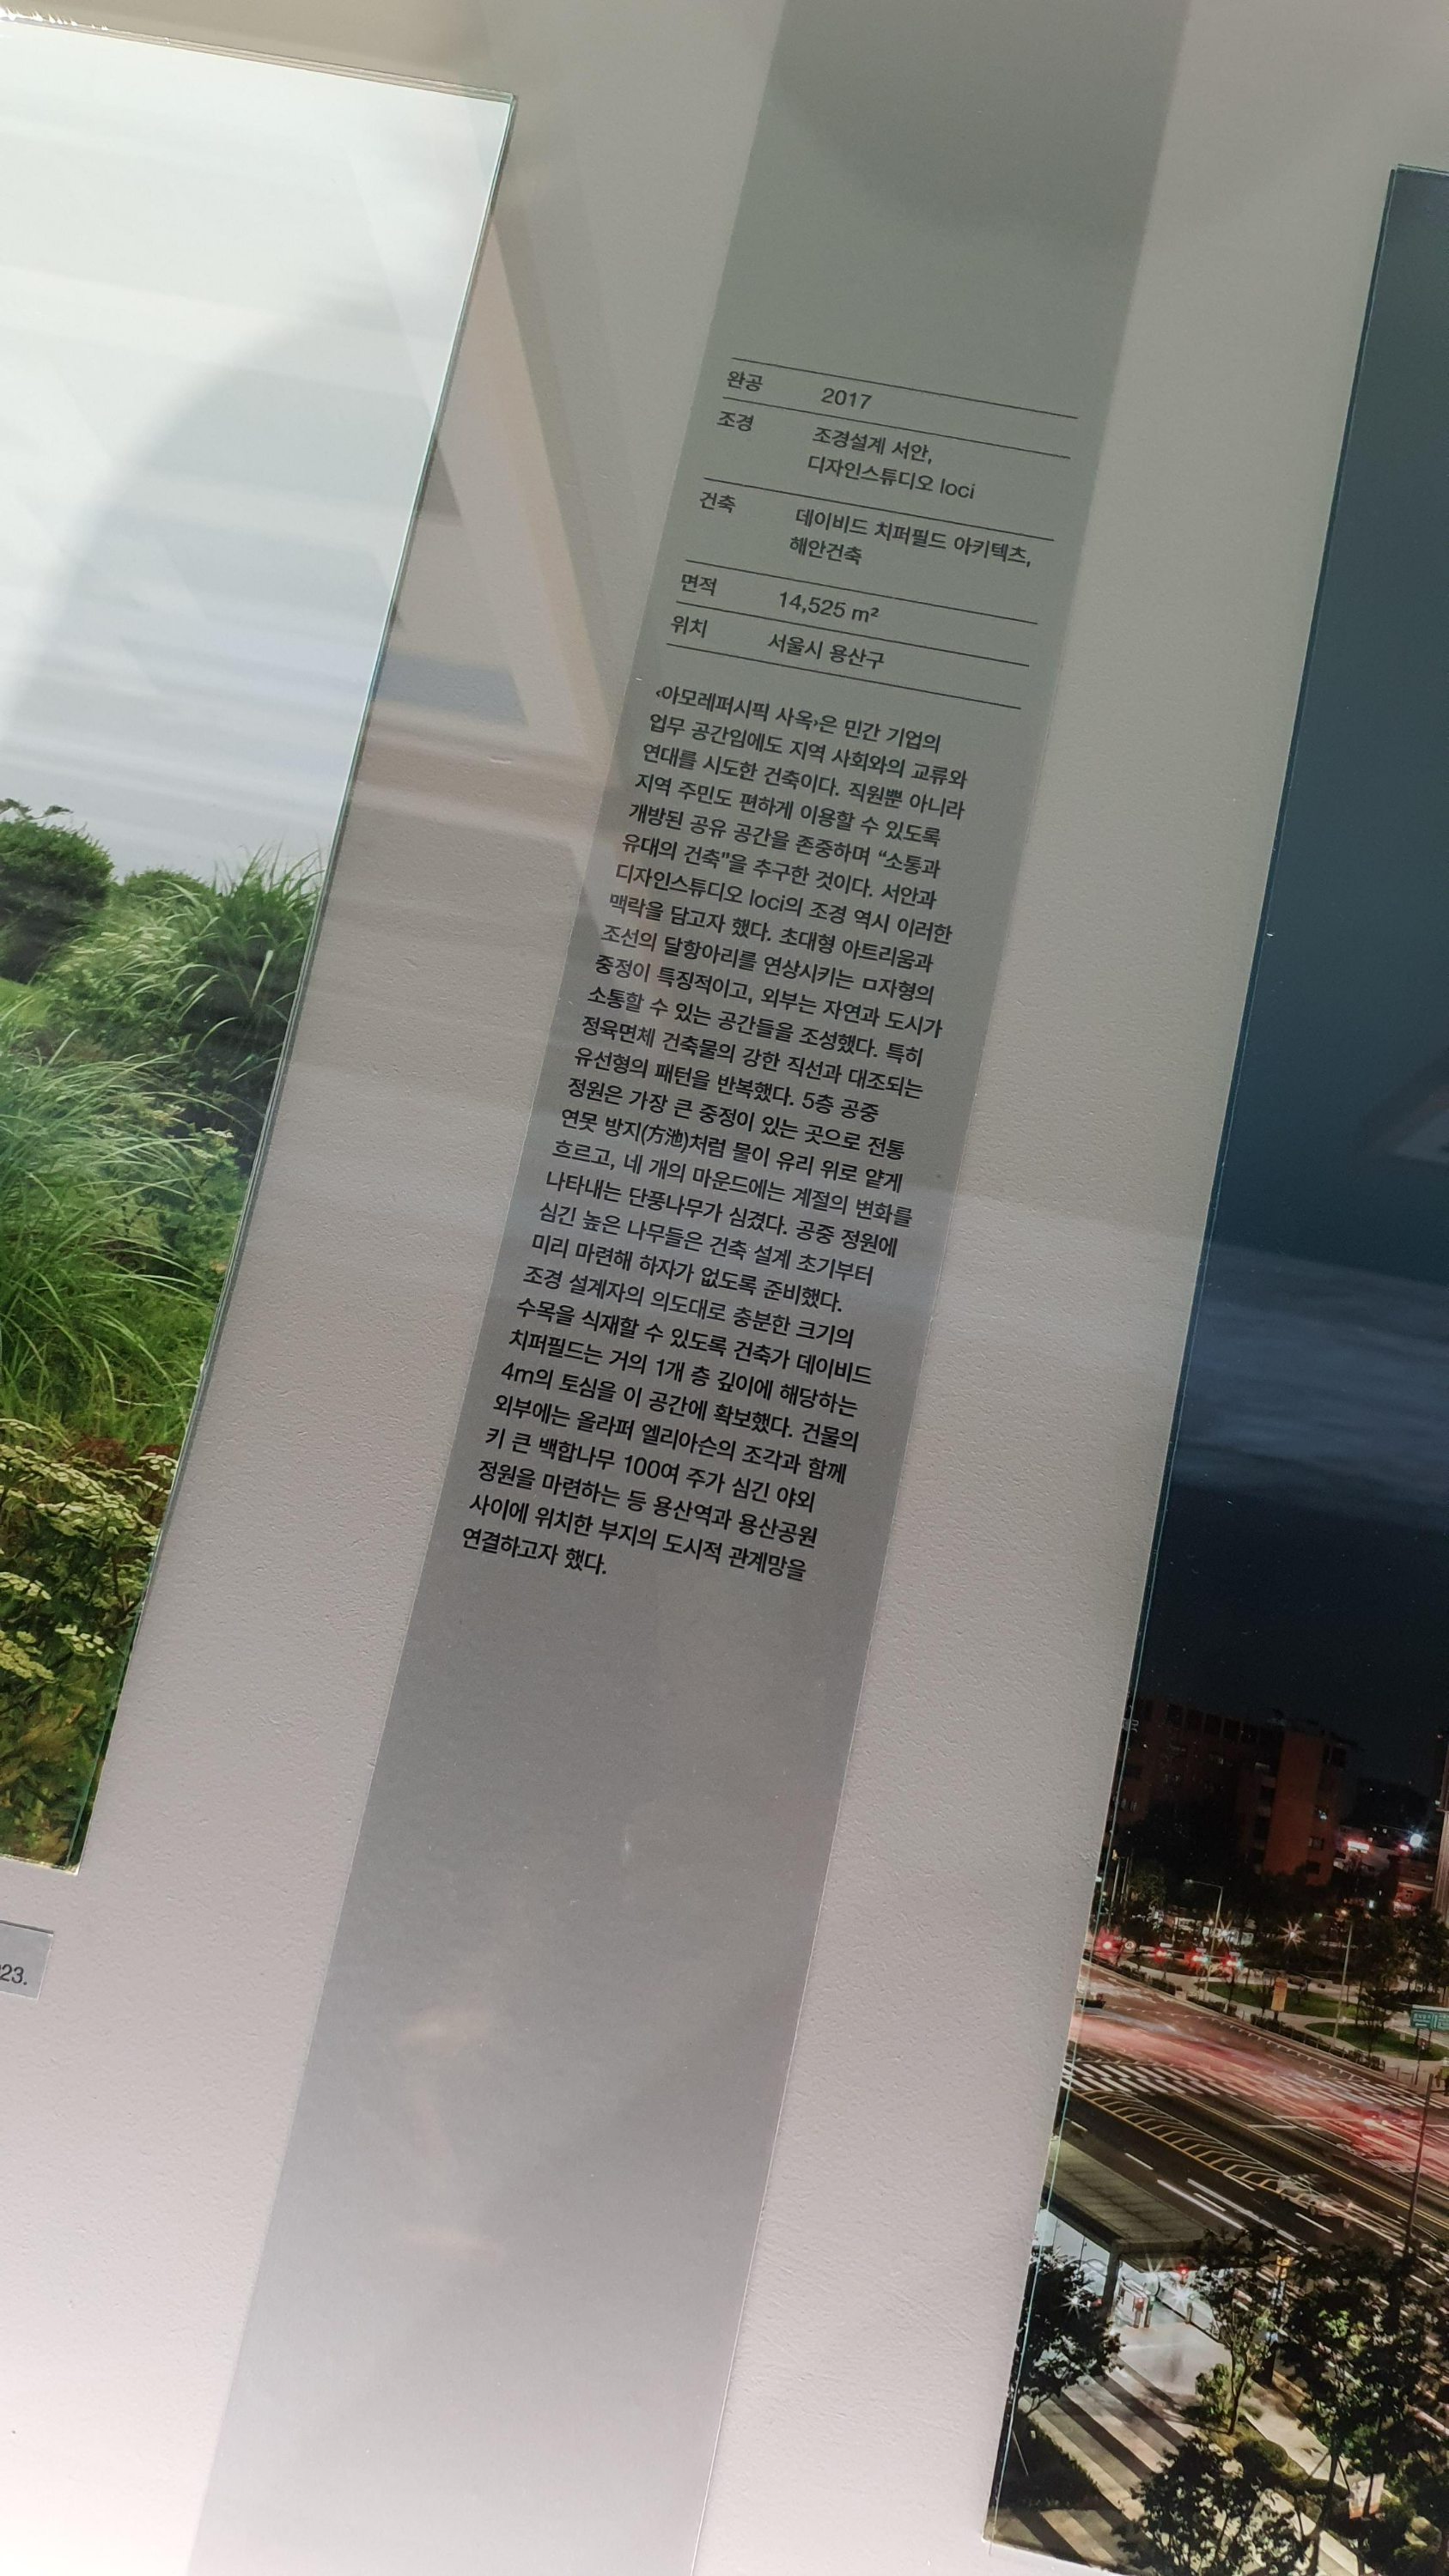 완공 2017
조경 조경설계 서안,
디자인스튜디오 loci
건축 데이비드 치퍼필드 아키텍츠,
해안건축
면적 14,525 m²
위치 서울시 용산구
‹아모레퍼시픽 사옥›은 민간 기업의
업무 공간임에도 지역 사회와의 교류와
연대를 시도한 건축이다. 직원뿐 아니라
지역 주민도 편하게 이용할 수 있도록
개방된 공유 공간을 존중하며 “소통과
유대의 건축”을 추구한 것이다. 서안과
디자인스튜디오 loci의 조경 역시 이러한
맥락을 담고자 했다. 초대형 아트리움과
조선의 달항아리를 연상시키는 ㅁ자형의
중정이 특징적이고, 외부는 자연과 도시가
소통할 수 있는 공간들을 조성했다. 특히
정육면체 건축물의 강한 직선과 대조되는
유선형의 패턴을 반복했다. 5층 공중
정원은 가장 큰 중정이 있는 곳으로 전통
연못 방지(方池)처럼 물이 유리 위로 얕게
흐르고, 네 개의 마운드에는 계절의 변화를
나타내는 단풍나무가 심겼다. 공중 정원에
심긴 높은 나무들은 건축 설계 초기부터
미리 마련해 하자가 없도록 준비했다.
조경 설계자의 의도대로 충분한 크기의
수목을 식재할 수 있도록 건축가 데이비드
치퍼필드는 거의 1개 층 깊이에 해당하는
4m의 토심을 이 공간에 확보했다. 건물의
외부에는 올라퍼 엘리아슨의 조각과 함께
키 큰 백합나무 100여 주가 심긴 야외
정원을 마련하는 등 용산역과 용산공원
사이에 위치한 부지의 도시적 관계망을
연결하고자 했다.
23.